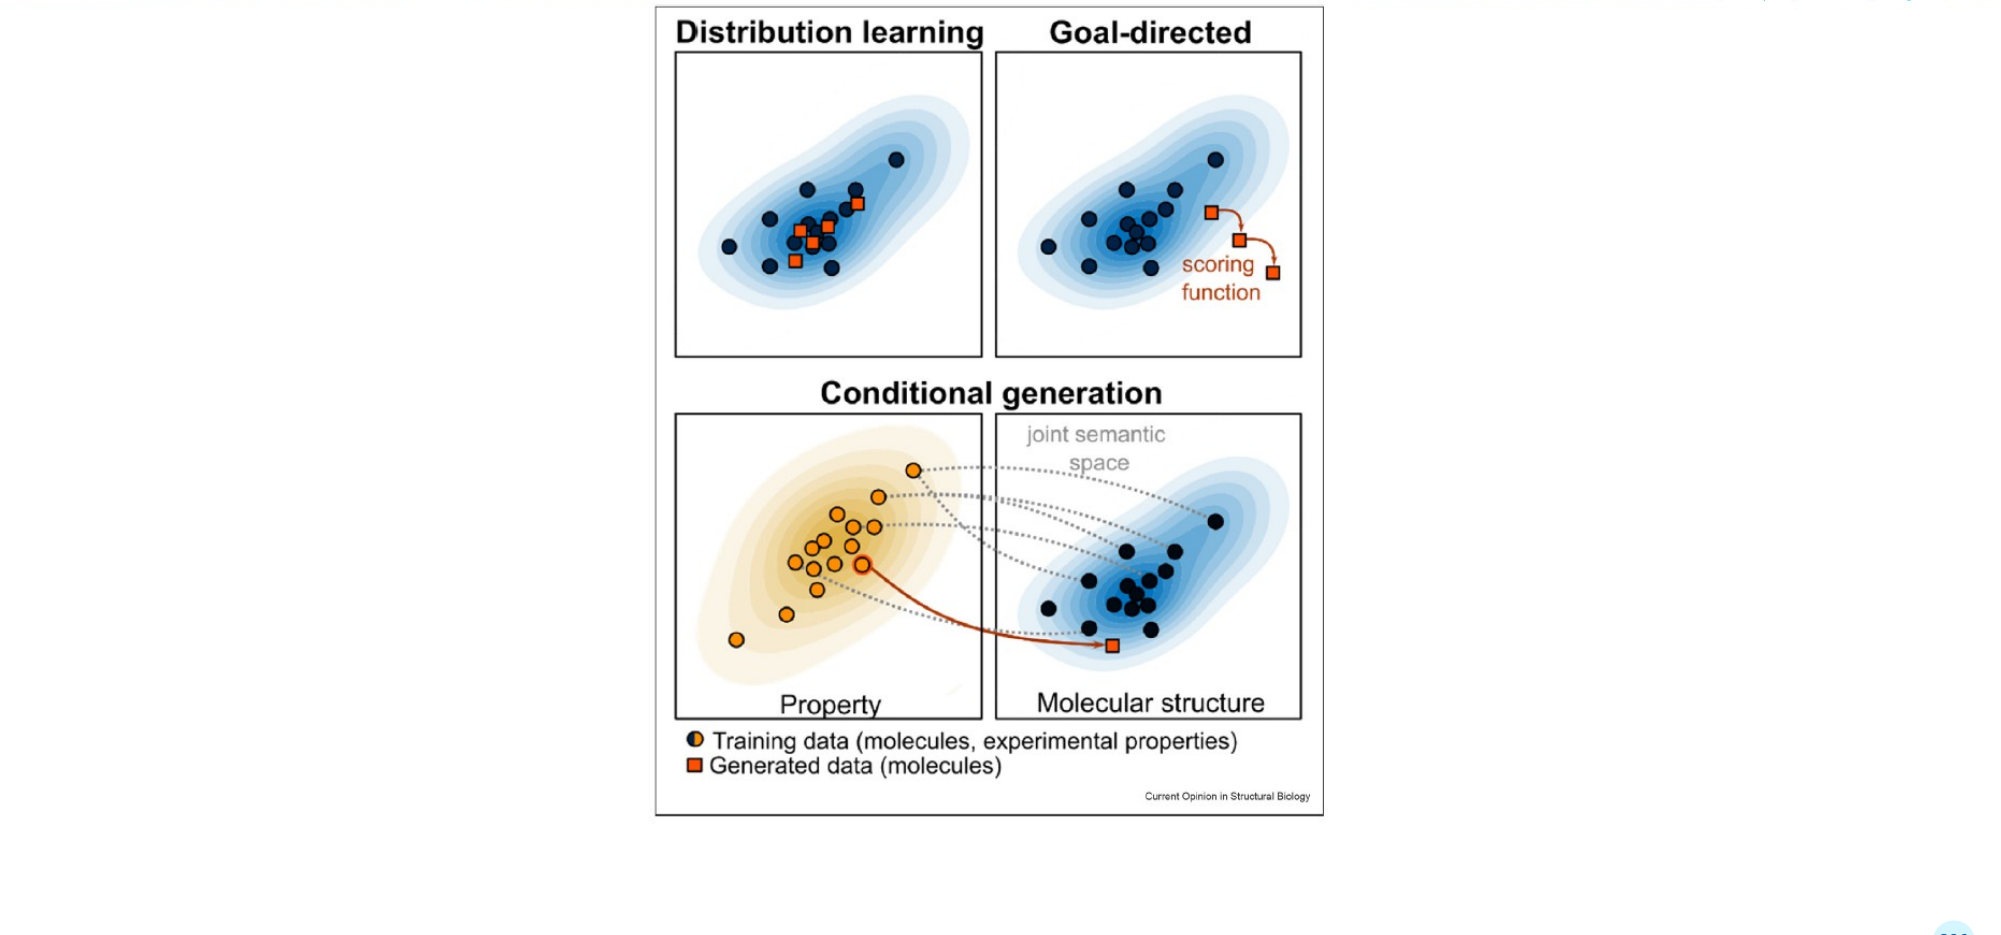 Distribution learning
Goal-directed
scoring
function
Conditional generation
joint semantic
space
Property
Molecular structure
Training data (molecules, experimental properties)
Generated data (molecules)
Current Opinion in Structural Biology